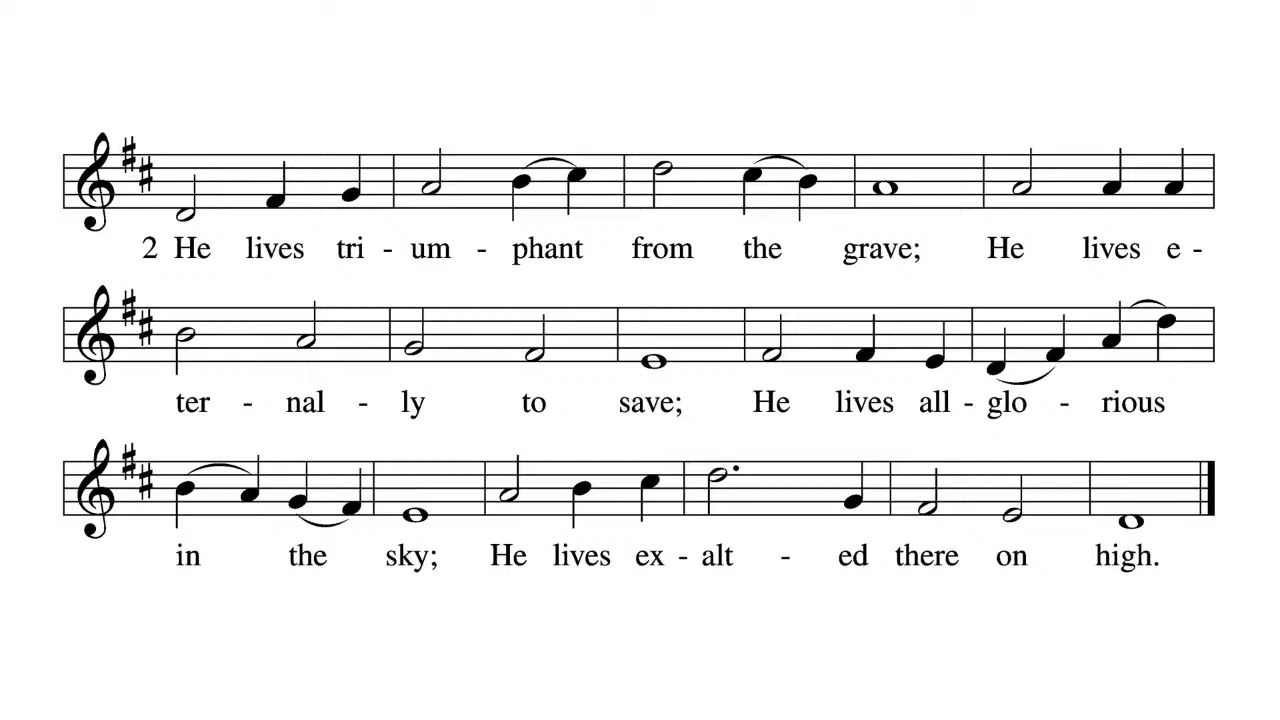 2 He lives tri - um - phant from the grave; He lives e -
ter - nal - ly to save; He lives all - glo - rious
in the sky; He lives ex - alt - ed there on high.